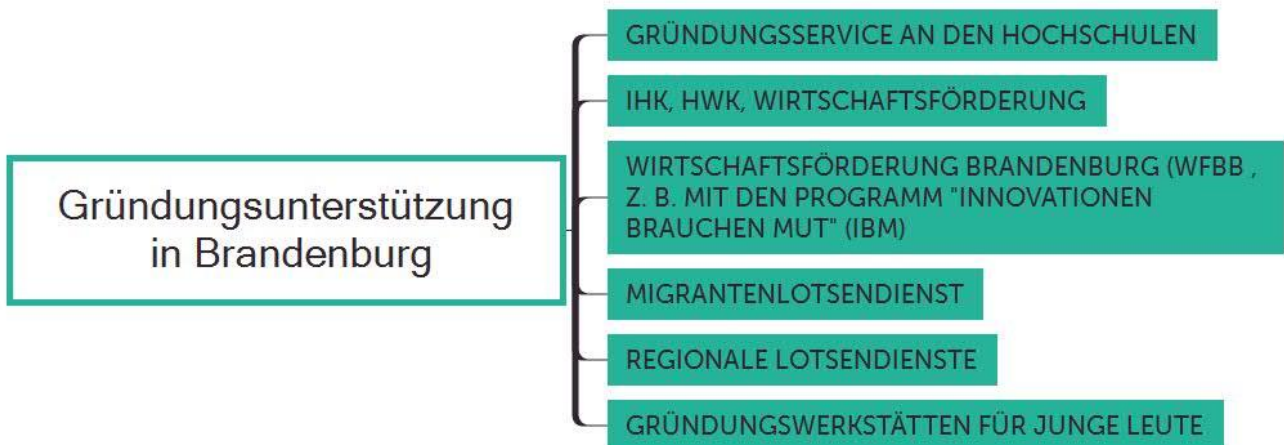 Gründungsunterstützung
in Brandenburg
GRÜNDUNGSSERVICE AN DEN HOCHSCHULEN
IHK, HWK, WIRTSCHAFTSFÖRDERUNG
WIRTSCHAFTSFÖRDERUNG BRANDENBURG (WFBB ,
Z. B. MIT DEN PROGRAMM "INNOVATIONEN
BRAUCHEN MUT" (IBM)
MIGRANTENLOTSENDIENST
REGIONALE LOTSENDIENSTE
GRÜNDUNGSWERKSTÄTTEN FÜR JUNGE LEUTE